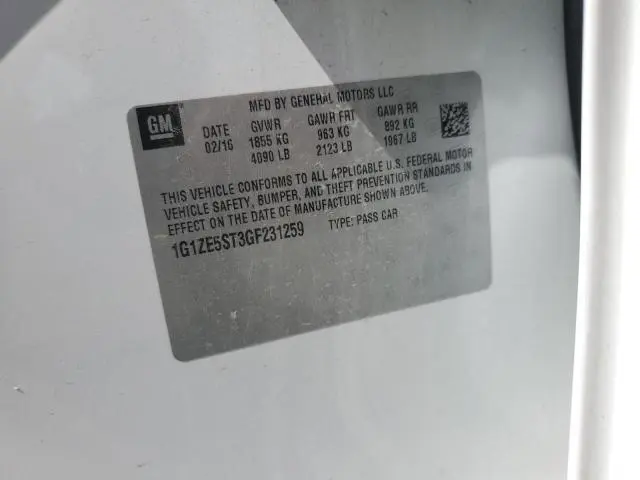 MFD BY GENERAL MOTORS LLC
GM
DATE GVWR GAWR FRT GAWR RR
02/16 1855 KG 963 KG 892 KG
4090 LB 2123 LB 1967 LB
THIS VEHICLE CONFORMS TO ALL APPLICABLE U.S. FEDERAL MOTOR
VEHICLE SAFETY, BUMPER, AND THEFT PREVENTION STANDARDS IN
EFFECT ON THE DATE OF MANUFACTURE SHOWN ABOVE.
1G1ZE5ST3GF231259 TYPE: PASS CAR